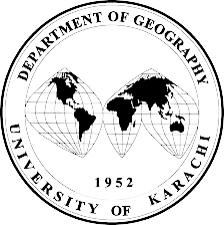 DEPARTMENT OF GEOGRAPHY
1952
UNIVERSITY OF KARACHI